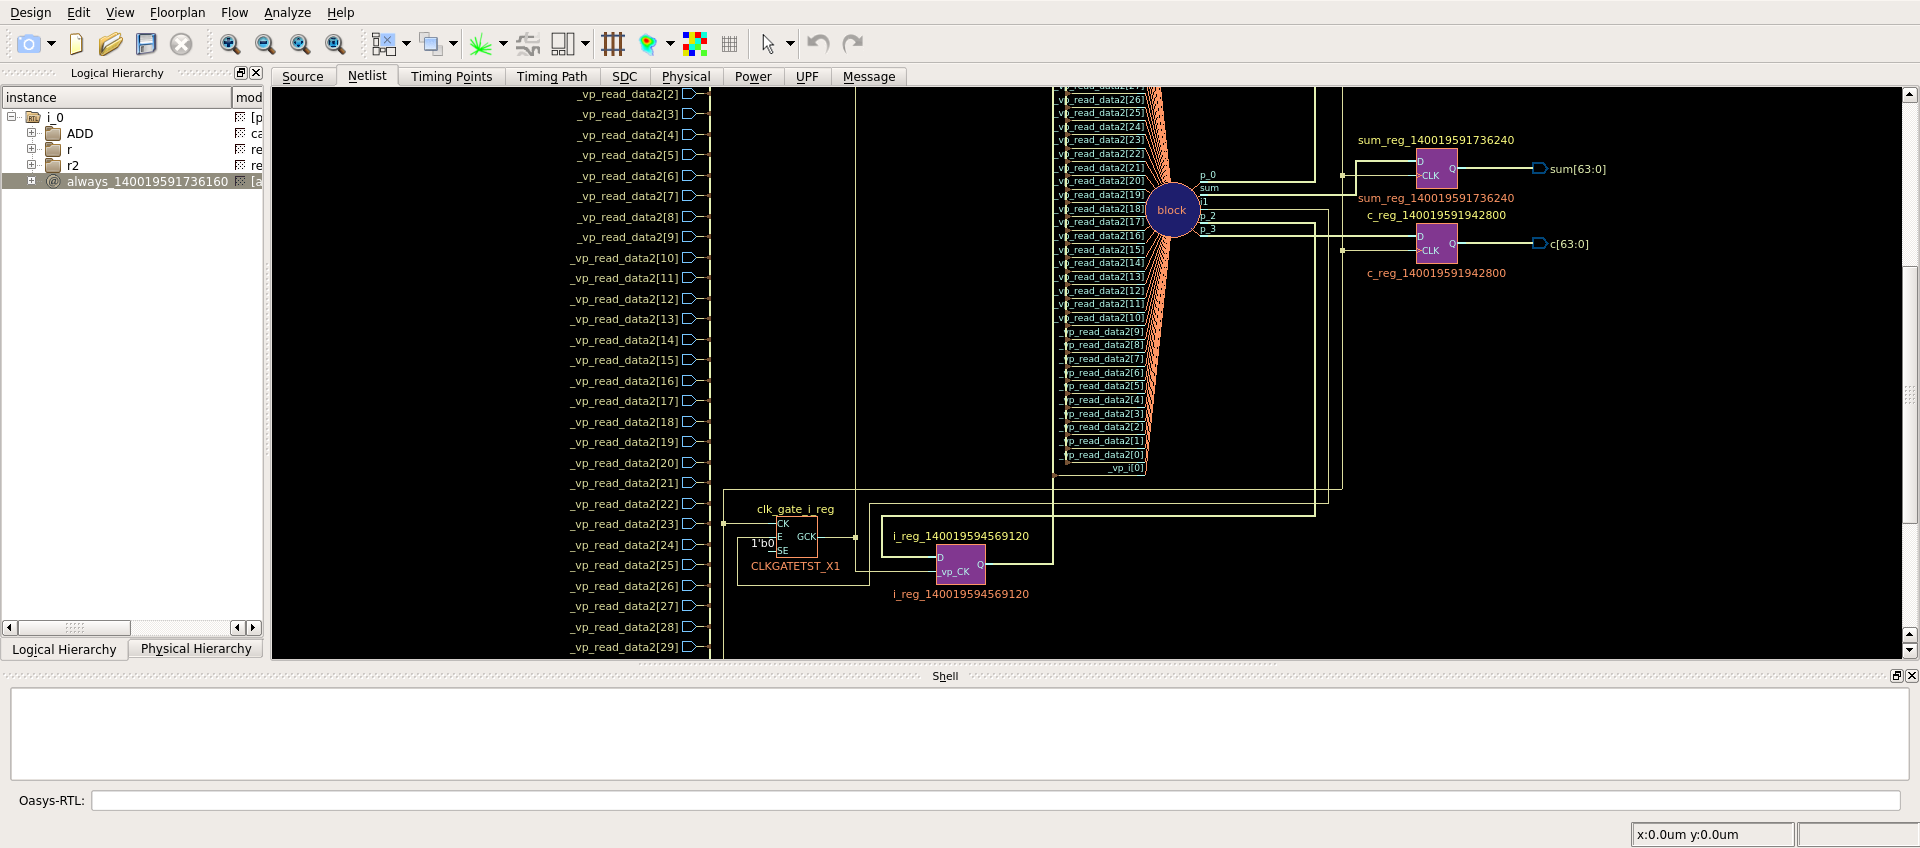 Design Edit View Floorplan Flow Analyze Help
Logical Hierarchy
instance mod
i_0 [p
ADD ca
r re
r2 re
always_140019591736160 [a
Logical Hierarchy Physical Hierarchy
Source Netlist Timing Points Timing Path SDC Physical Power UPF Message
_vp_read_data2[2]
_vp_read_data2[3]
_vp_read_data2[4]
_vp_read_data2[5]
_vp_read_data2[6]
_vp_read_data2[7]
_vp_read_data2[8]
_vp_read_data2[9]
_vp_read_data2[10]
_vp_read_data2[11]
_vp_read_data2[12]
_vp_read_data2[13]
_vp_read_data2[14]
_vp_read_data2[15]
_vp_read_data2[16]
_vp_read_data2[17]
_vp_read_data2[18]
_vp_read_data2[19]
_vp_read_data2[20]
_vp_read_data2[21]
_vp_read_data2[22]
_vp_read_data2[23]
_vp_read_data2[24]
_vp_read_data2[25]
_vp_read_data2[26]
_vp_read_data2[27]
_vp_read_data2[28]
_vp_read_data2[29]
clk_gate_i_reg
CK
E GCK
1'b0
SE
CLKGATETST_X1
i_reg_140019594569120
D
_vp_CK Q
i_reg_140019594569120
_vp_read_data2[26]
_vp_read_data2[25]
_vp_read_data2[24]
_vp_read_data2[23]
_vp_read_data2[22]
_vp_read_data2[21]
_vp_read_data2[20]
_vp_read_data2[19]
_vp_read_data2[18]
_vp_read_data2[17]
_vp_read_data2[16]
_vp_read_data2[15]
_vp_read_data2[14]
_vp_read_data2[13]
_vp_read_data2[12]
_vp_read_data2[11]
_vp_read_data2[10]
_vp_read_data2[9]
_vp_read_data2[8]
_vp_read_data2[7]
_vp_read_data2[6]
_vp_read_data2[5]
_vp_read_data2[4]
_vp_read_data2[3]
_vp_read_data2[2]
_vp_read_data2[1]
_vp_read_data2[0]
_vp_i[0]
block
p_0
sum
i1
p_2
p_3
sum_reg_140019591736240
D Q
CLK
sum[63:0]
sum_reg_140019591736240
c_reg_140019591942800
D Q
CLK
c[63:0]
c_reg_140019591942800
Shell
Oasys-RTL:
x:0.0um y:0.0um